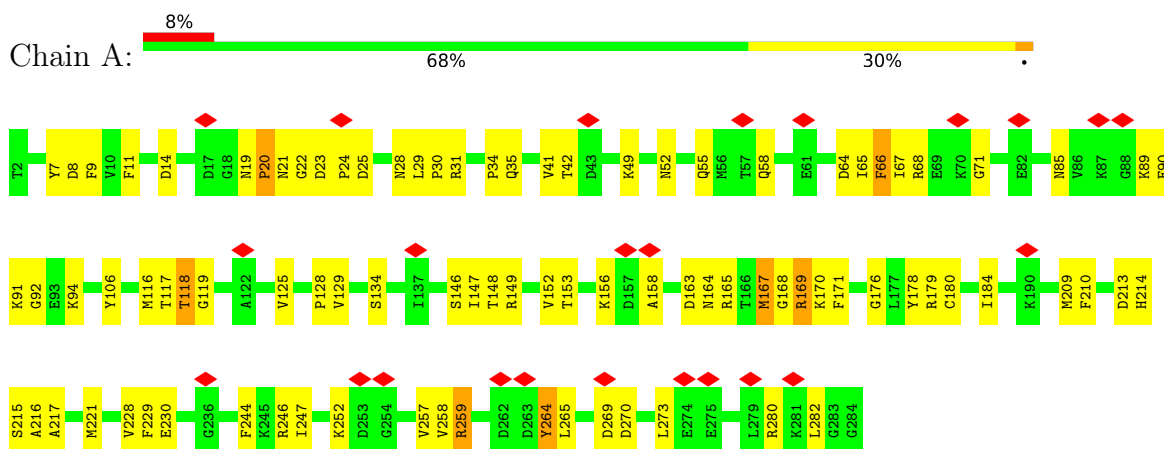 8%
Chain A:
68% 30% •
T2 Y7 D8 F9 V10 F11 D14 D17 G18 N19 P20 N21 G22 D23 P24 D25 N28 L29 P30 R31 P34 Q35 V41 T42 D43 K49 N52 Q55 M56 T57 Q58 E61 D64 I65 F66 I67 R68 E69 K70 G71 E82 N85 V86 K87 G88 K89 E90
K91 G92 E93 K94 Y106 M116 T117 T118 G119 A122 V125 P128 V129 S134 I137 S146 I147 T148 R149 V152 T153 K156 D157 A158 D163 N164 R165 T166 M167 G168 R169 K170 F171 G176 L177 Y178 R179 C180 I184 K190 M209 F210 D213 H214
S215 A216 A217 M221 V228 F229 E230 G236 F244 K245 R246 I247 K252 D253 G254 V257 V258 R259 D262 D263 Y264 L265 D269 D270 L273 E274 E275 L279 R280 K281 L282 G283 G284